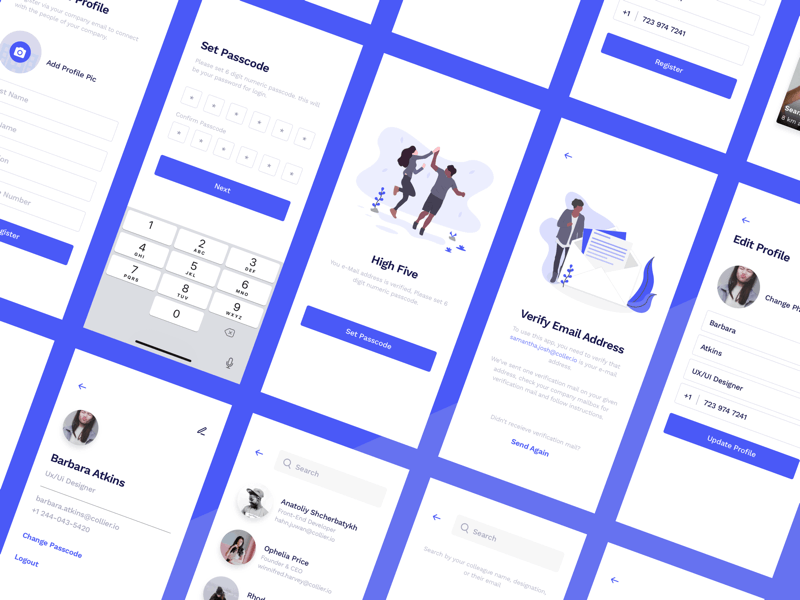 Profile
ster via your company email to connect
with the people of your company.
Add Profile Pic
st Name
Name
ion
e Number
gister
Set Passcode
Please set 6 digit numeric passcode, this will
be your password for login.
Confirm Passcode
Next
1
2
ABC
3
DEF
4
GHI
5
JKL
6
MNO
7
PQRS
8
TUV
9
WXYZ
0
High Five
You e-Mail address is verified, Please set 6
digit numeric passcode.
Set Passcode
+1
723 974 7241
Register
8 km
Verify Email Address
To use this app, you need to verify that
samantha.josh@collier.io is your e-mail
address.
We've sent one verification mail on your given
address, check your company mailbox for
verification mail and follow instructions.
Didn't receieve verification mail?
Send Again
Edit Profile
Change Ph
Barbara
Atkins
UX/UI Designer
+1
723 974 7241
Update Profile
Barbara Atkins
Ux/Ui Designer
barbara.atkins@collier.io
+1 244-043-5420
Change Passcode
Logout
Search
Anatoliy Shcherbatykh
Front-End Developer
hahn.juwan@collier.io
Ophelia Price
Founder & CEO
winnifred.harvey@collier.io
Rhod
Search
Search by your colleague name, designation,
or their email